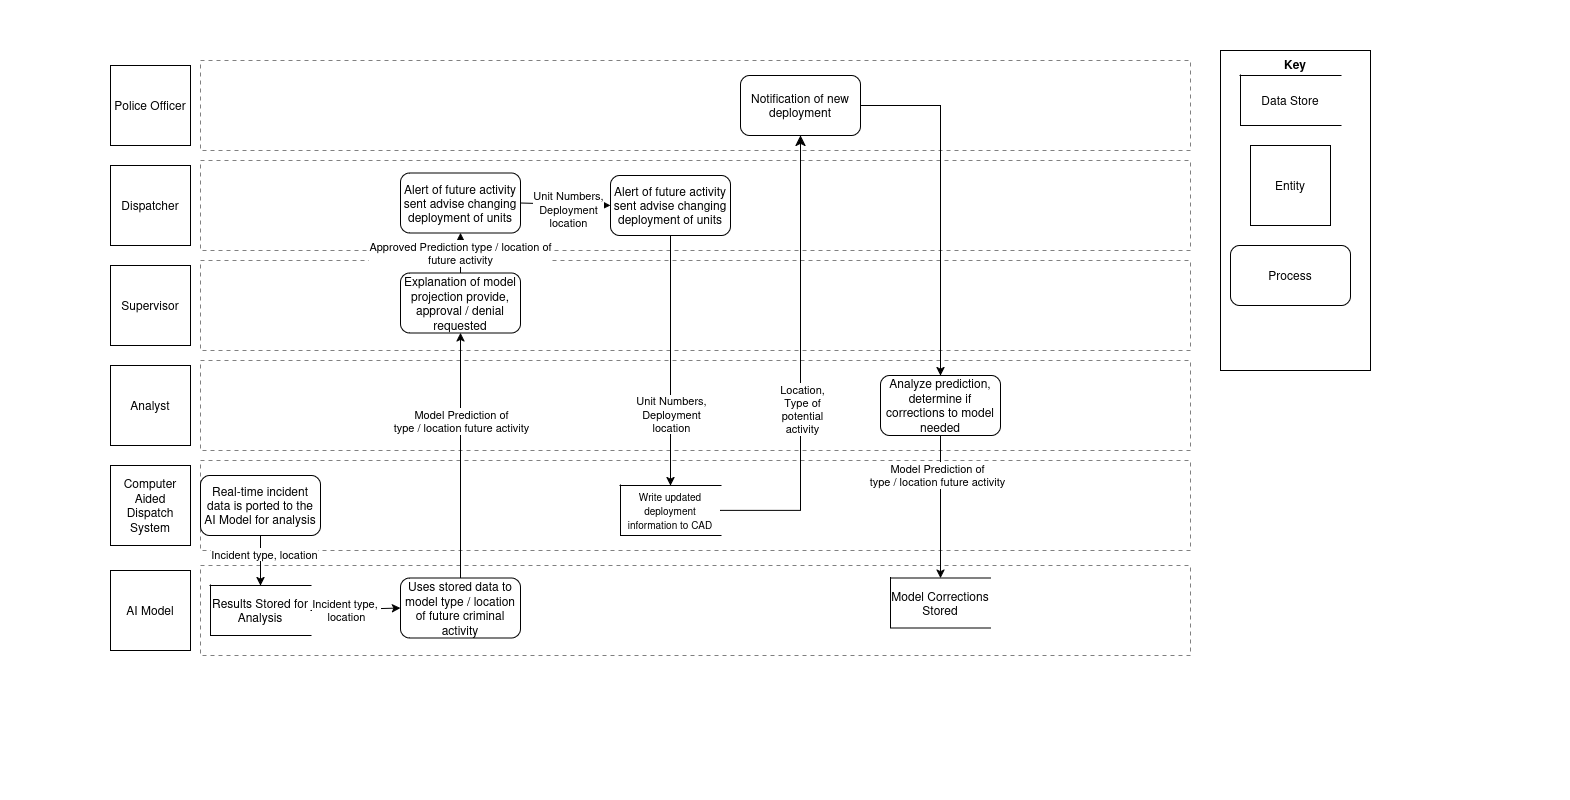 Key
Data Store
Entity
Process
Police Officer
Notification of new
deployment
Dispatcher
Alert of future activity
sent advise changing
deployment of units
Unit Numbers,
Deployment
location
Alert of future activity
sent advise changing
deployment of units
Approved Prediction type / location of
future activity
Supervisor
Explanation of model
projection provide,
approval / denial
requested
Analyst
Model Prediction of
type / location future activity
Unit Numbers,
Deployment
location
Location,
Type of
potential
activity
Analyze prediction,
determine if
corrections to model
needed
Computer
Aided
Dispatch
System
Real-time incident
data is ported to the
AI Model for analysis
Write updated
deployment
information to CAD
Model Prediction of
type / location future activity
Incident type, location
AI Model
Results Stored for
Analysis
Incident type,
location
Uses stored data to
model type / location
of future criminal
activity
Model Corrections
Stored